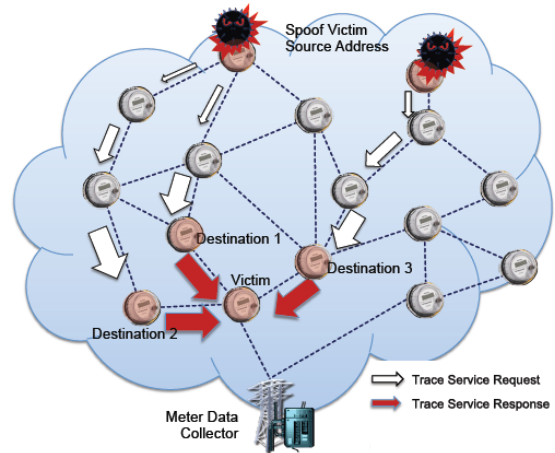 Spoof Victim
Source Address
Destination 1
Victim
Destination 3
Destination 2
Trace Service Request
Trace Service Response
Meter Data
Collector